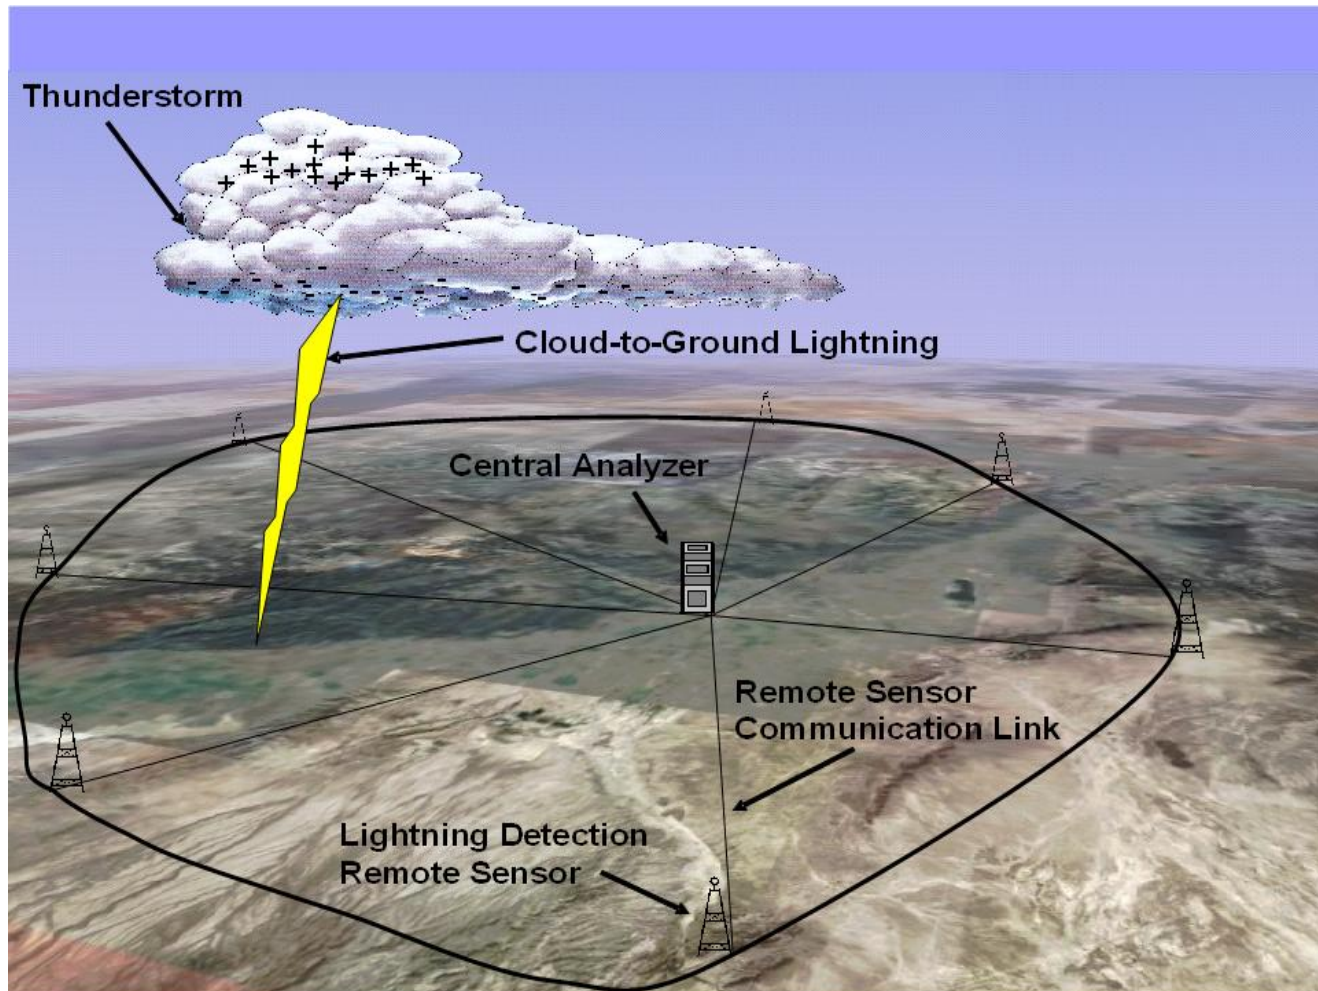 Thunderstorm
Cloud-to-Ground Lightning
Central Analyzer
Remote Sensor
Communication Link
Lightning Detection
Remote Sensor